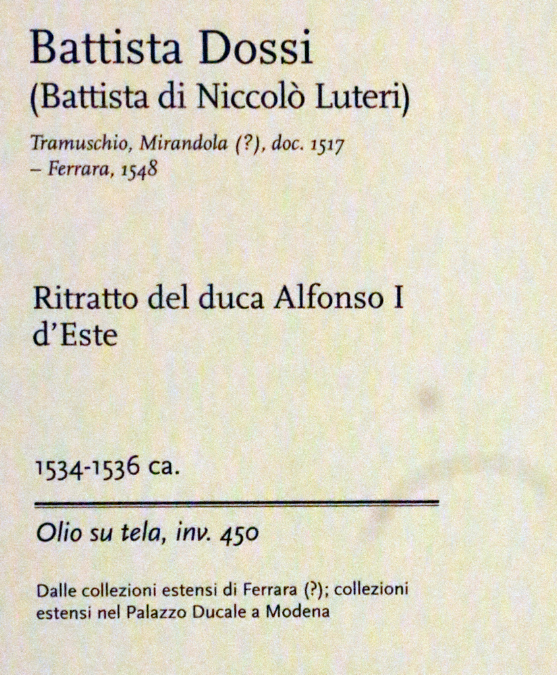 Battista Dossi
(Battista di Niccolò Luteri)
Tramuschio, Mirandola (?), doc. 1517
– Ferrara, 1548
Ritratto del duca Alfonso I
d'Este
1534-1536 ca.
Olio su tela, inv. 450
Dalle collezioni estensi di Ferrara (?); collezioni
estensi nel Palazzo Ducale a Modena